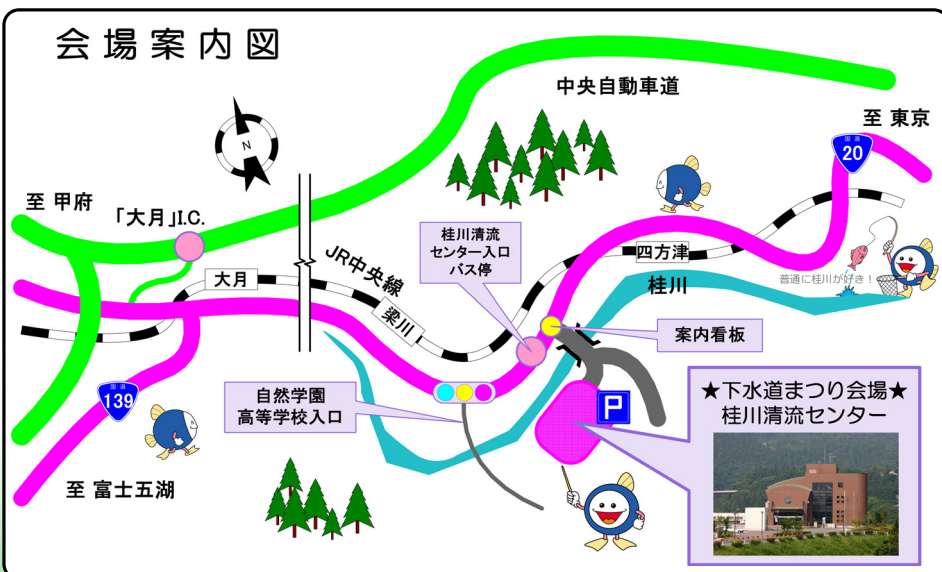 会場案内図
中央自動車道
至 東京
国道
20
至 甲府
「大月」I.C.
桂川清流
センター入口
バス停
四方津
JR中央線
大月
桂川
普通に桂川が好き！
梁川
案内看板
N
国道
139
自然学園
高等学校入口
P
★下水道まつり会場★
桂川清流センター
至 富士五湖